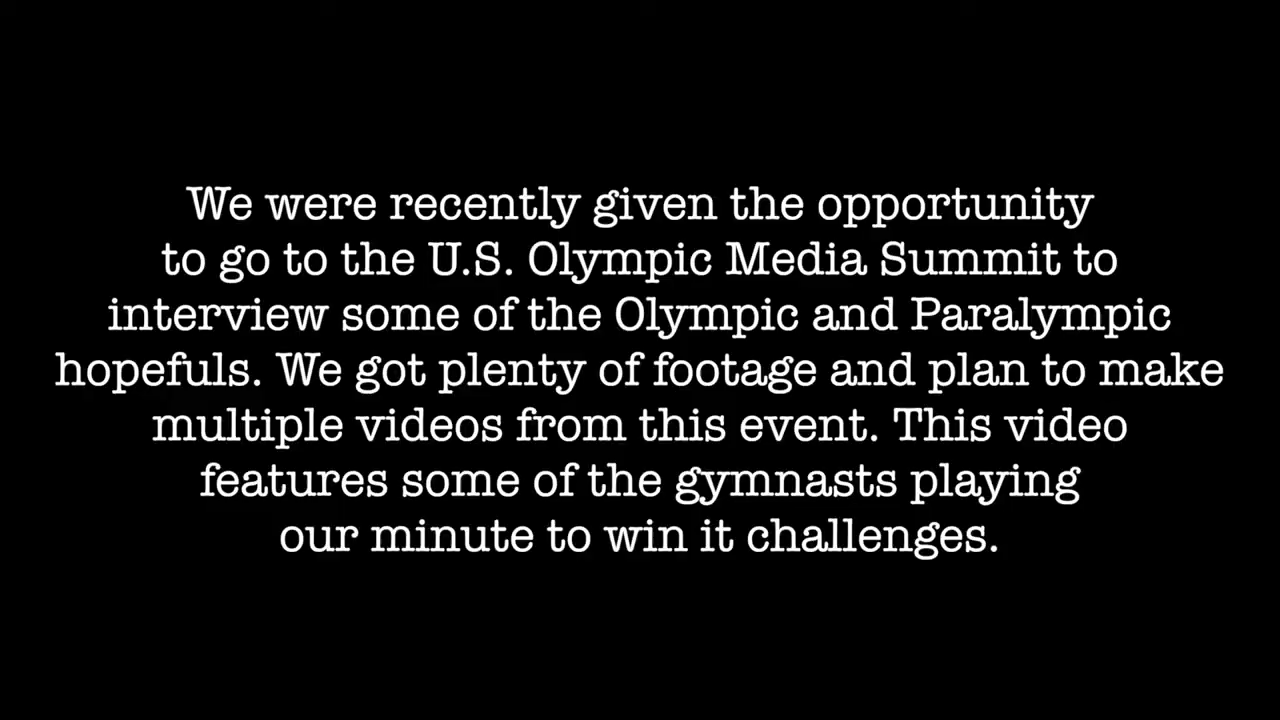 We were recently given the opportunity
to go to the U.S. Olympic Media Summit to
interview some of the Olympic and Paralympic
hopefuls. We got plenty of footage and plan to make
multiple videos from this event. This video
features some of the gymnasts playing
our minute to win it challenges.